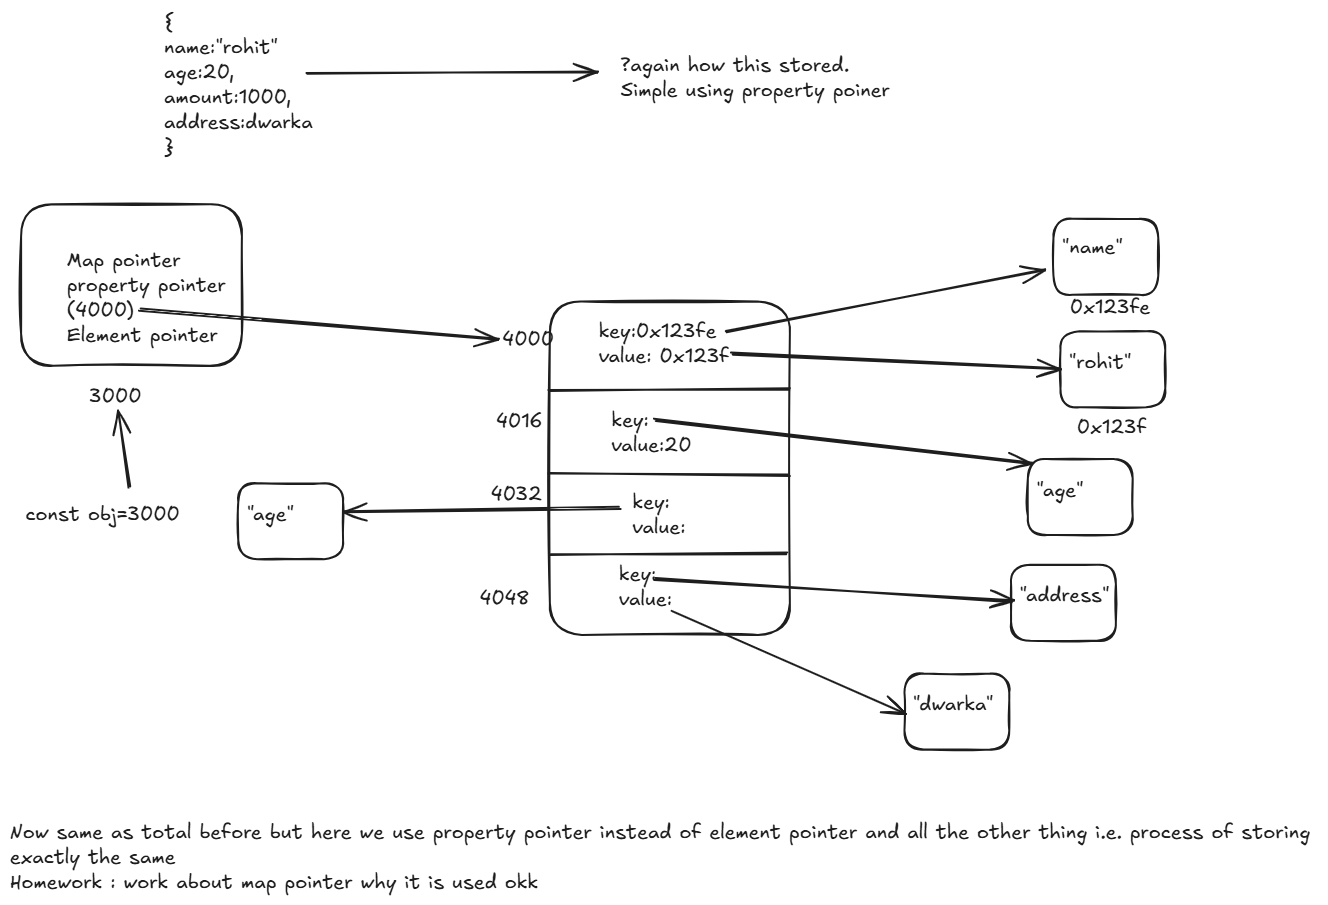 {
name:"rohit"
age:20,
amount:1000,
address:dwarka
}
?again how this stored.
Simple using property poiner
Map pointer
property pointer
(4000)
Element pointer
3000
const obj=3000
4000
key:0x123fe
value: 0x123f
4016
key:
value:20
4032
key:
value:
4048
key:
value:
"name"
0x123fe
"rohit"
0x123f
"age"
"age"
"address"
"dwarka"
Now same as total before but here we use property pointer instead of element pointer and all the other thing i.e. process of storing
exactly the same
Homework : work about map pointer why it is used okk